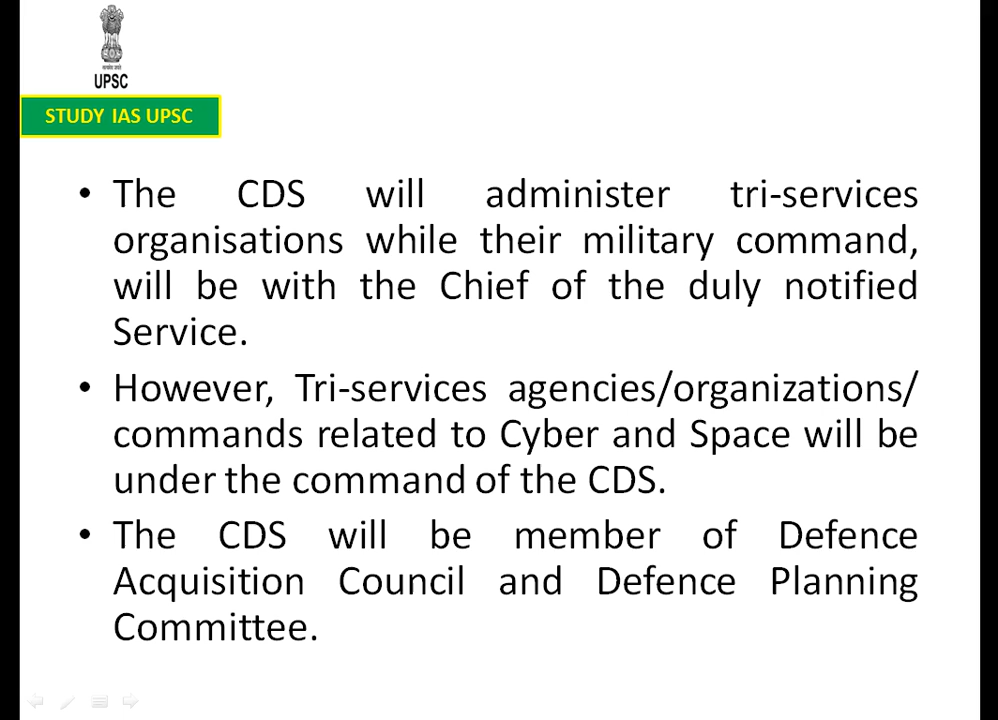 UPSC
STUDY IAS UPSC
• The CDS will administer tri-services
organisations while their military command,
will be with the Chief of the duly notified
Service.
• However, Tri-services agencies/organizations/
commands related to Cyber and Space will be
under the command of the CDS.
• The CDS will be member of Defence
Acquisition Council and Defence Planning
Committee.